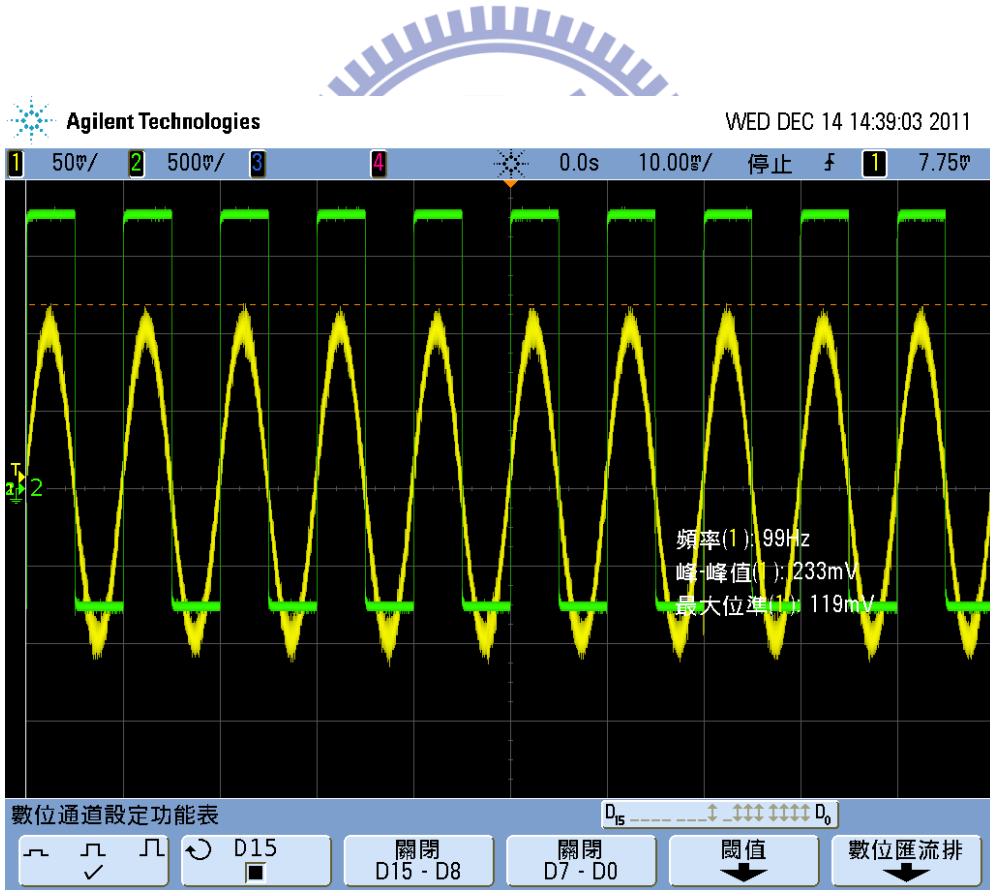 Agilent Technologies WED DEC 14 14:39:03 2011
1 50mV/ 2 500mV/ 3 4 0.0s 10.00ms/ 停止 1 7.75mV
T
2
頻率(1): 99Hz
峰-峰值(1): 233mV
最大位準(1): 119mV
數位通道設定功能表 D15 D0
D15 關閉 關閉 閾值 數位匯流排
D15 - D8 D7 - D0